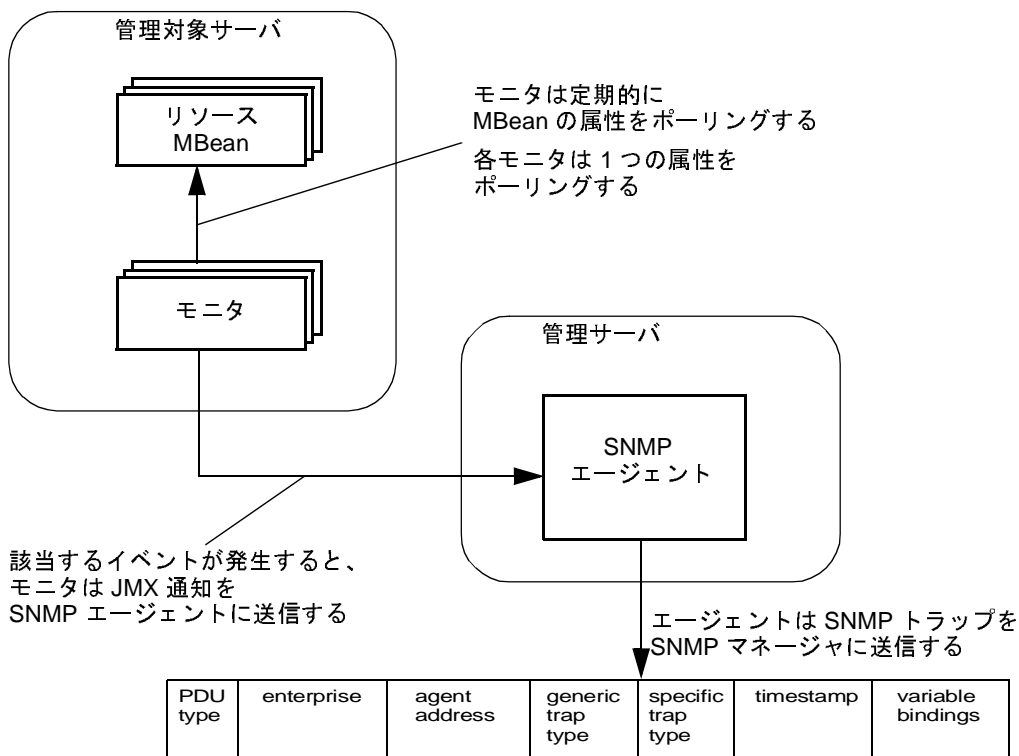 管理対象サーバ
リソース
MBean
モニタは定期的に
MBean の属性をポーリングする
各モニタは 1 つの属性を
ポーリングする
モニタ
管理サーバ
SNMP
エージェント
該当するイベントが発生すると、
モニタは JMX 通知を
SNMP エージェントに送信する
エージェントは SNMP トラップを
SNMP マネージャに送信する
PDU
type
enterprise
agent
address
generic
trap
type
specific
trap
type
timestamp
variable
bindings